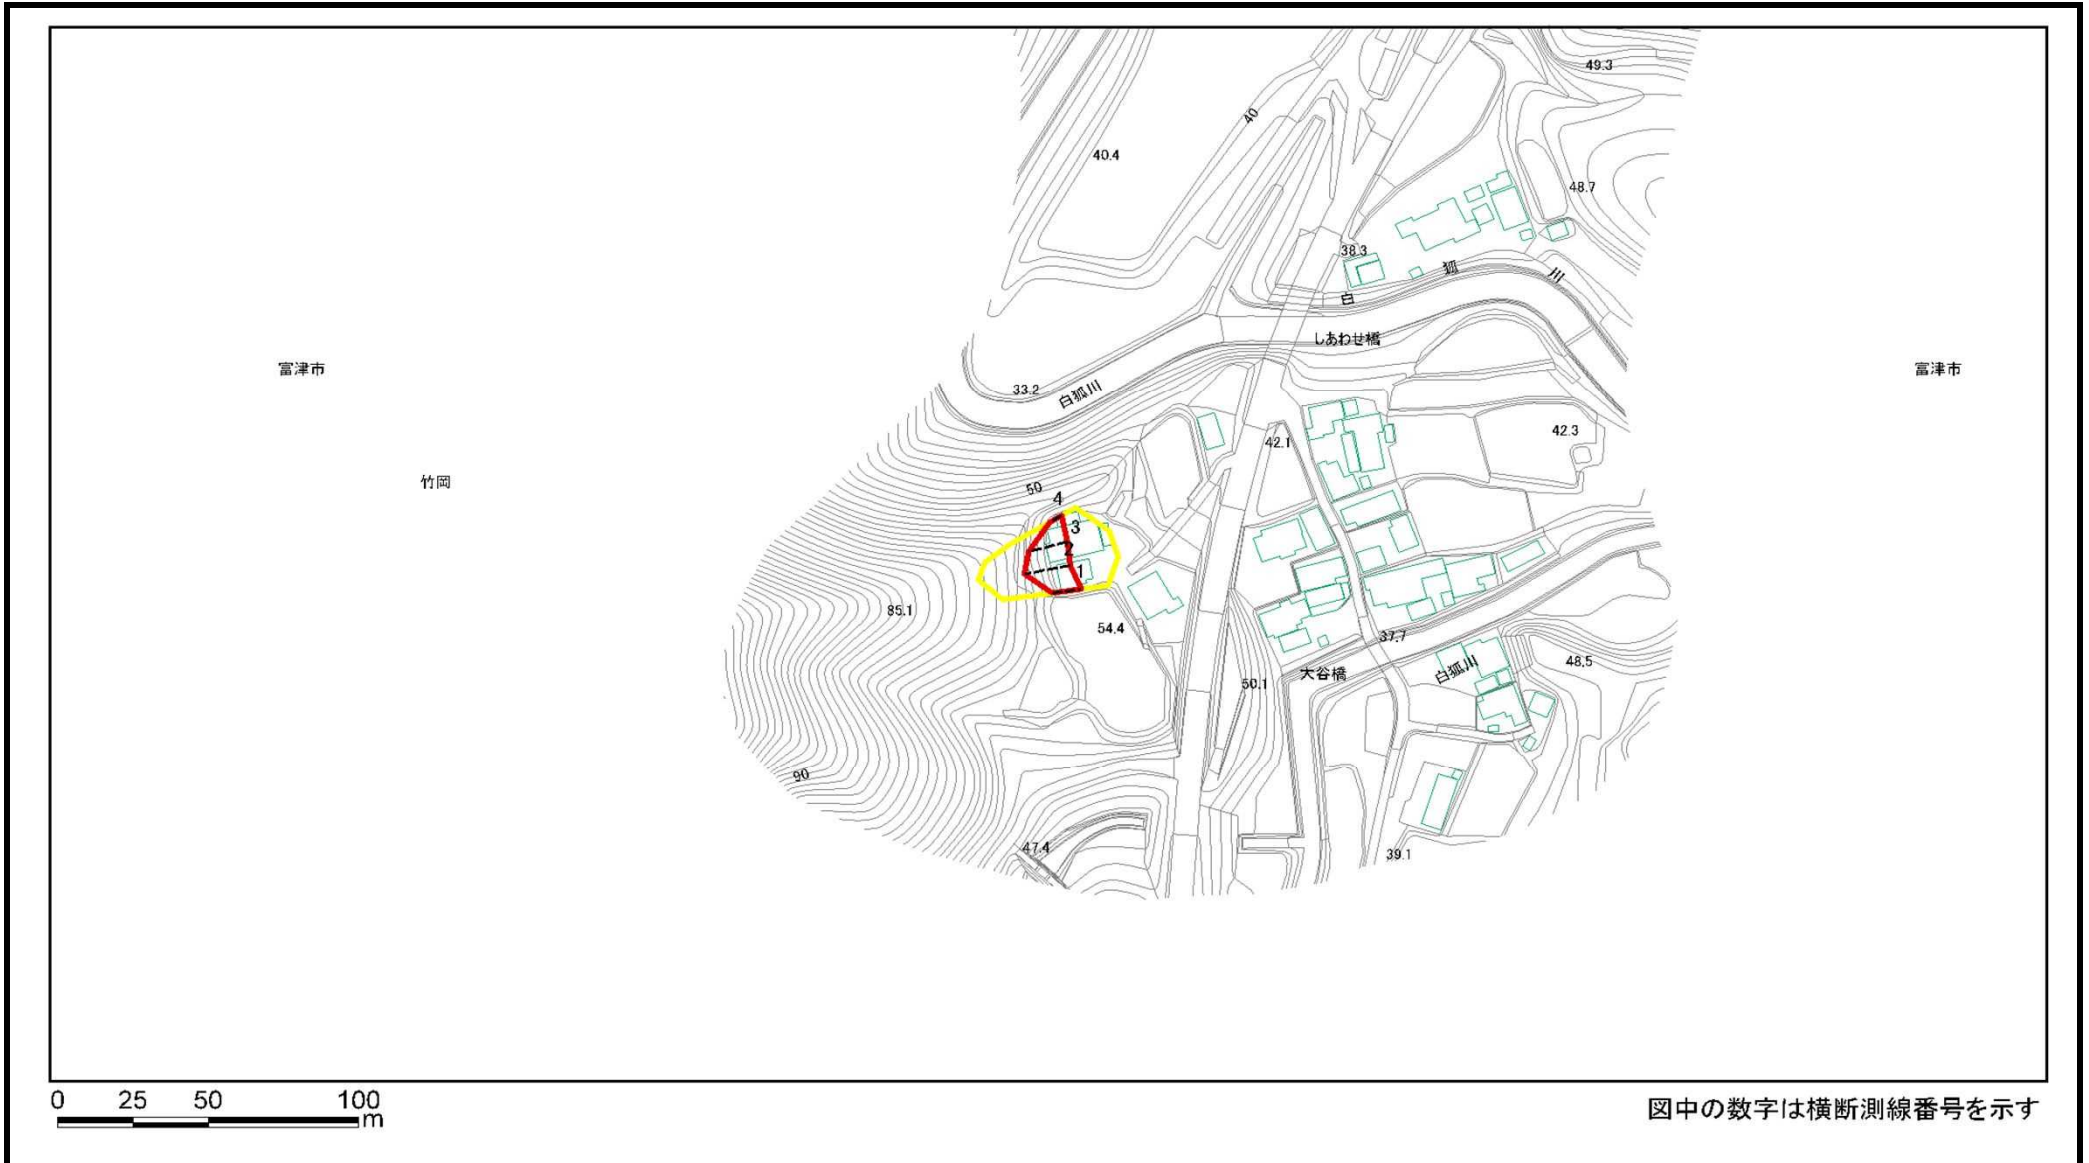 49.3
40
40.4
48.7
38.3
狐
川
白
しあわせ橋
富津市
富津市
33.2
白狐川
42.3
42.1
竹岡
50
4
3
2
1
85.1
54.4
37.7
48.5
大谷橋
白狐川
50.1
90
47.4
39.1
0 25 50 100
m
図中の数字は横断測線番号を示す